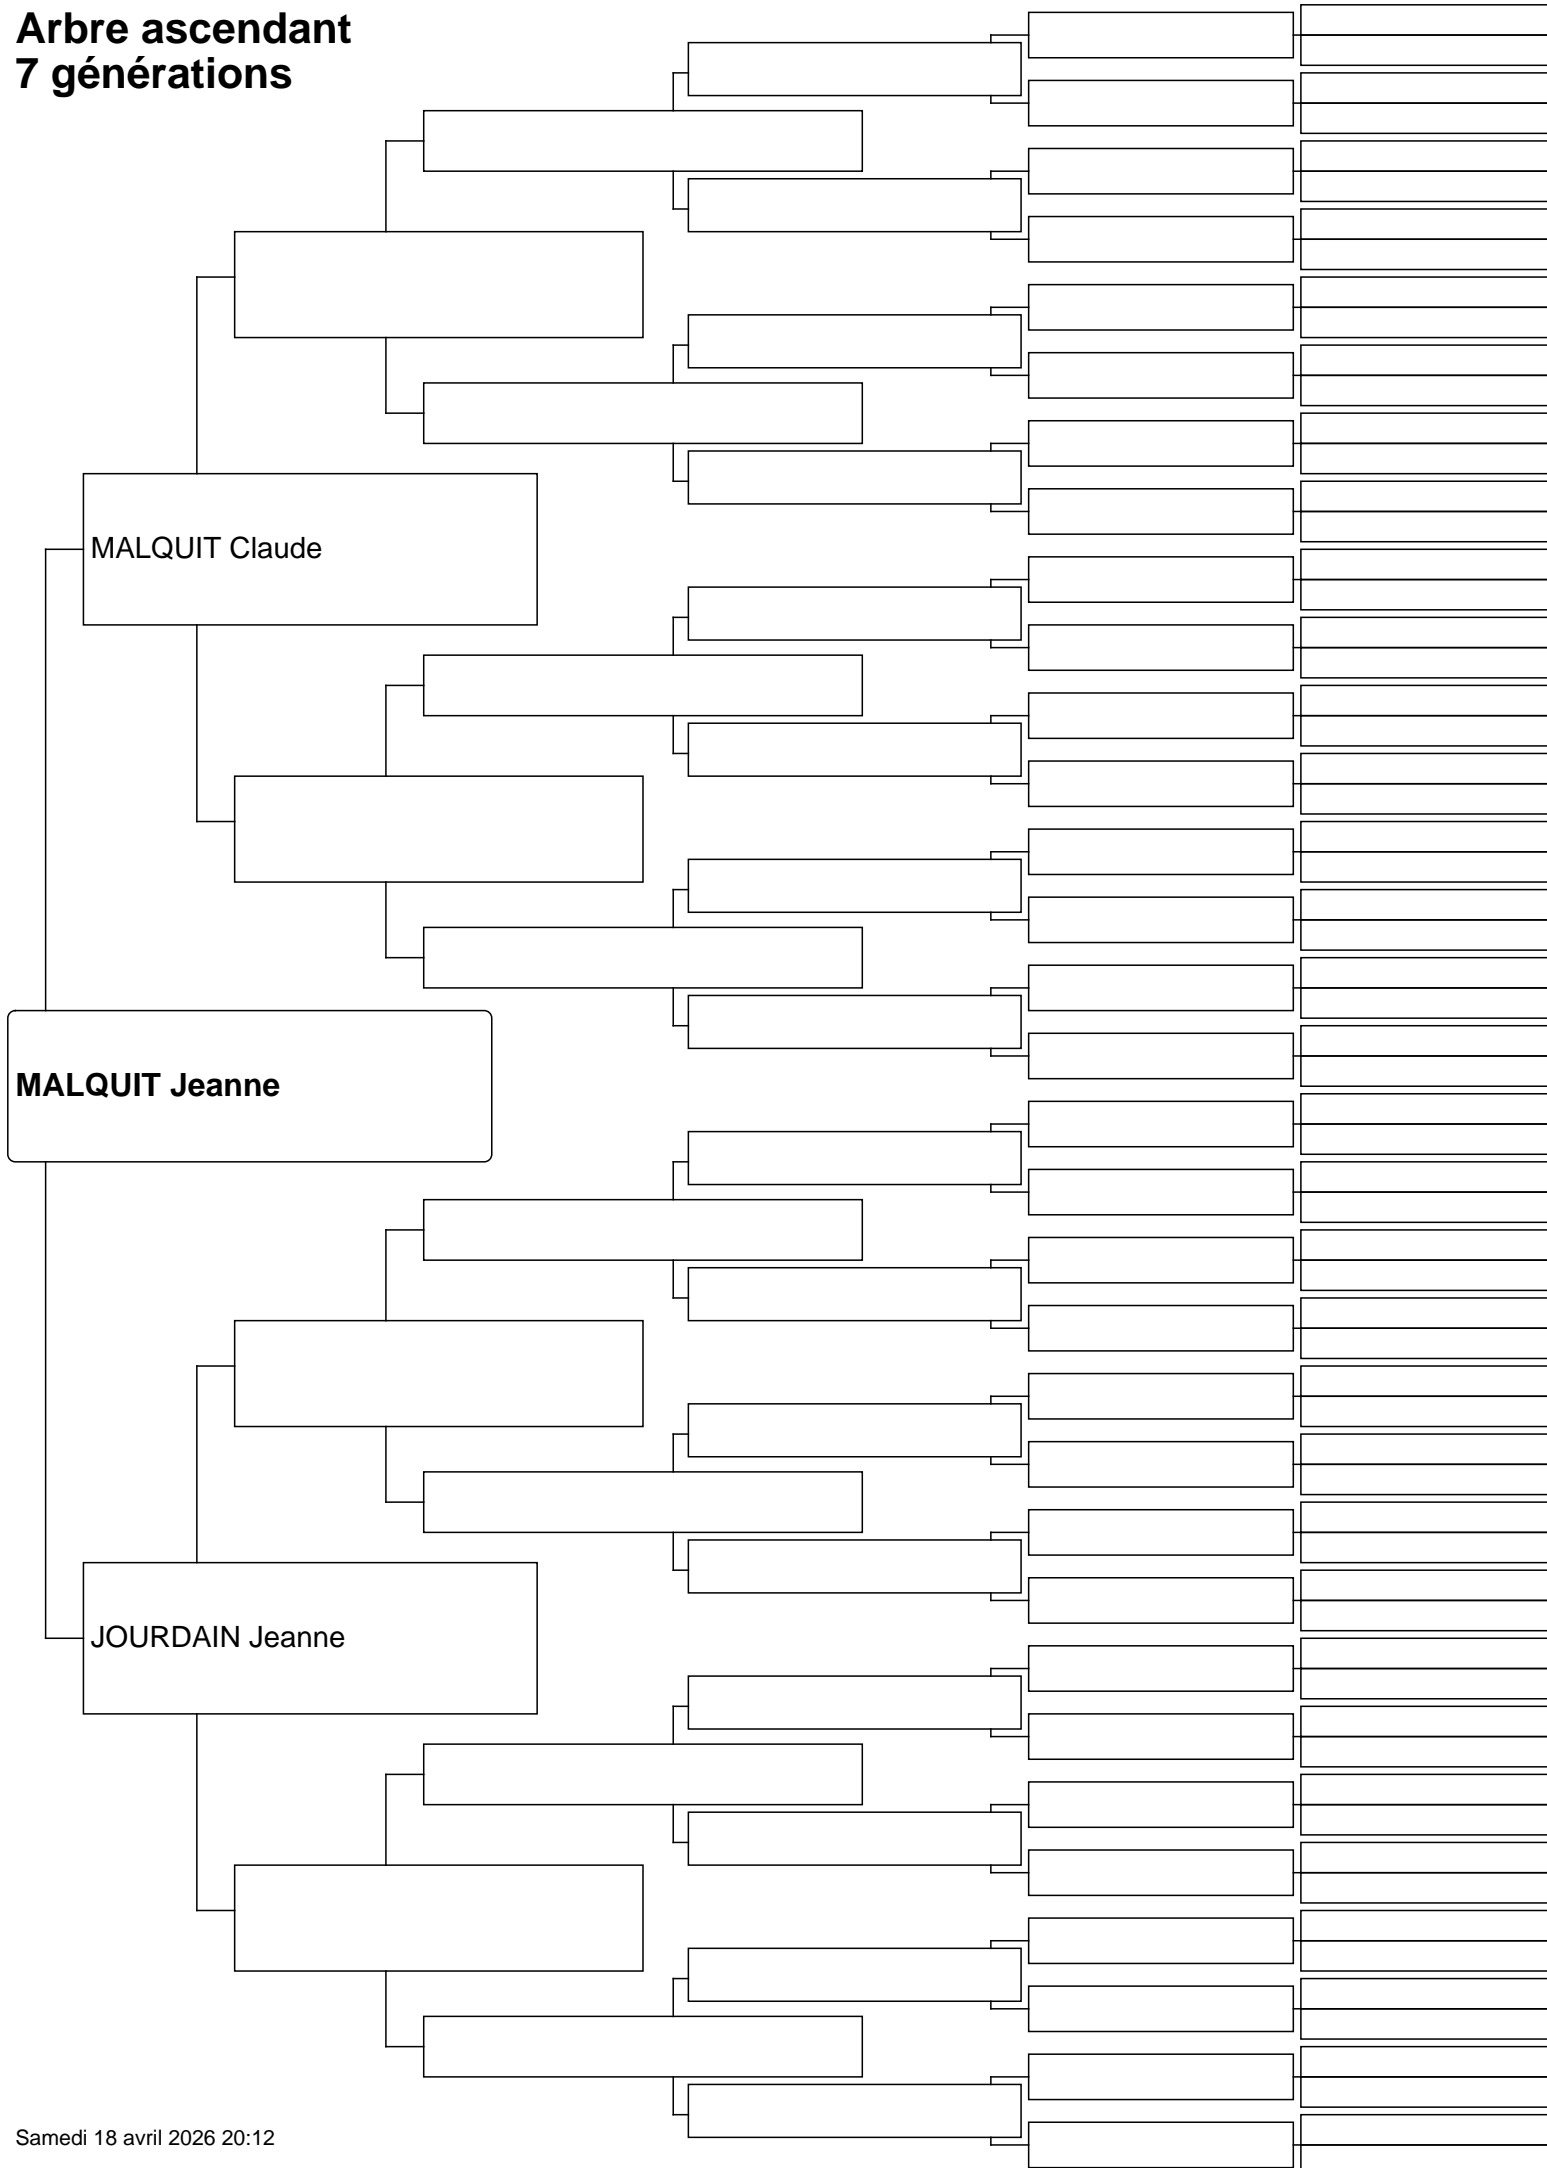 Arbre ascendant
7 générations
MALQUIT Claude
MALQUIT Jeanne
JOURDAIN Jeanne
Samedi 18 avril 2026 20:12